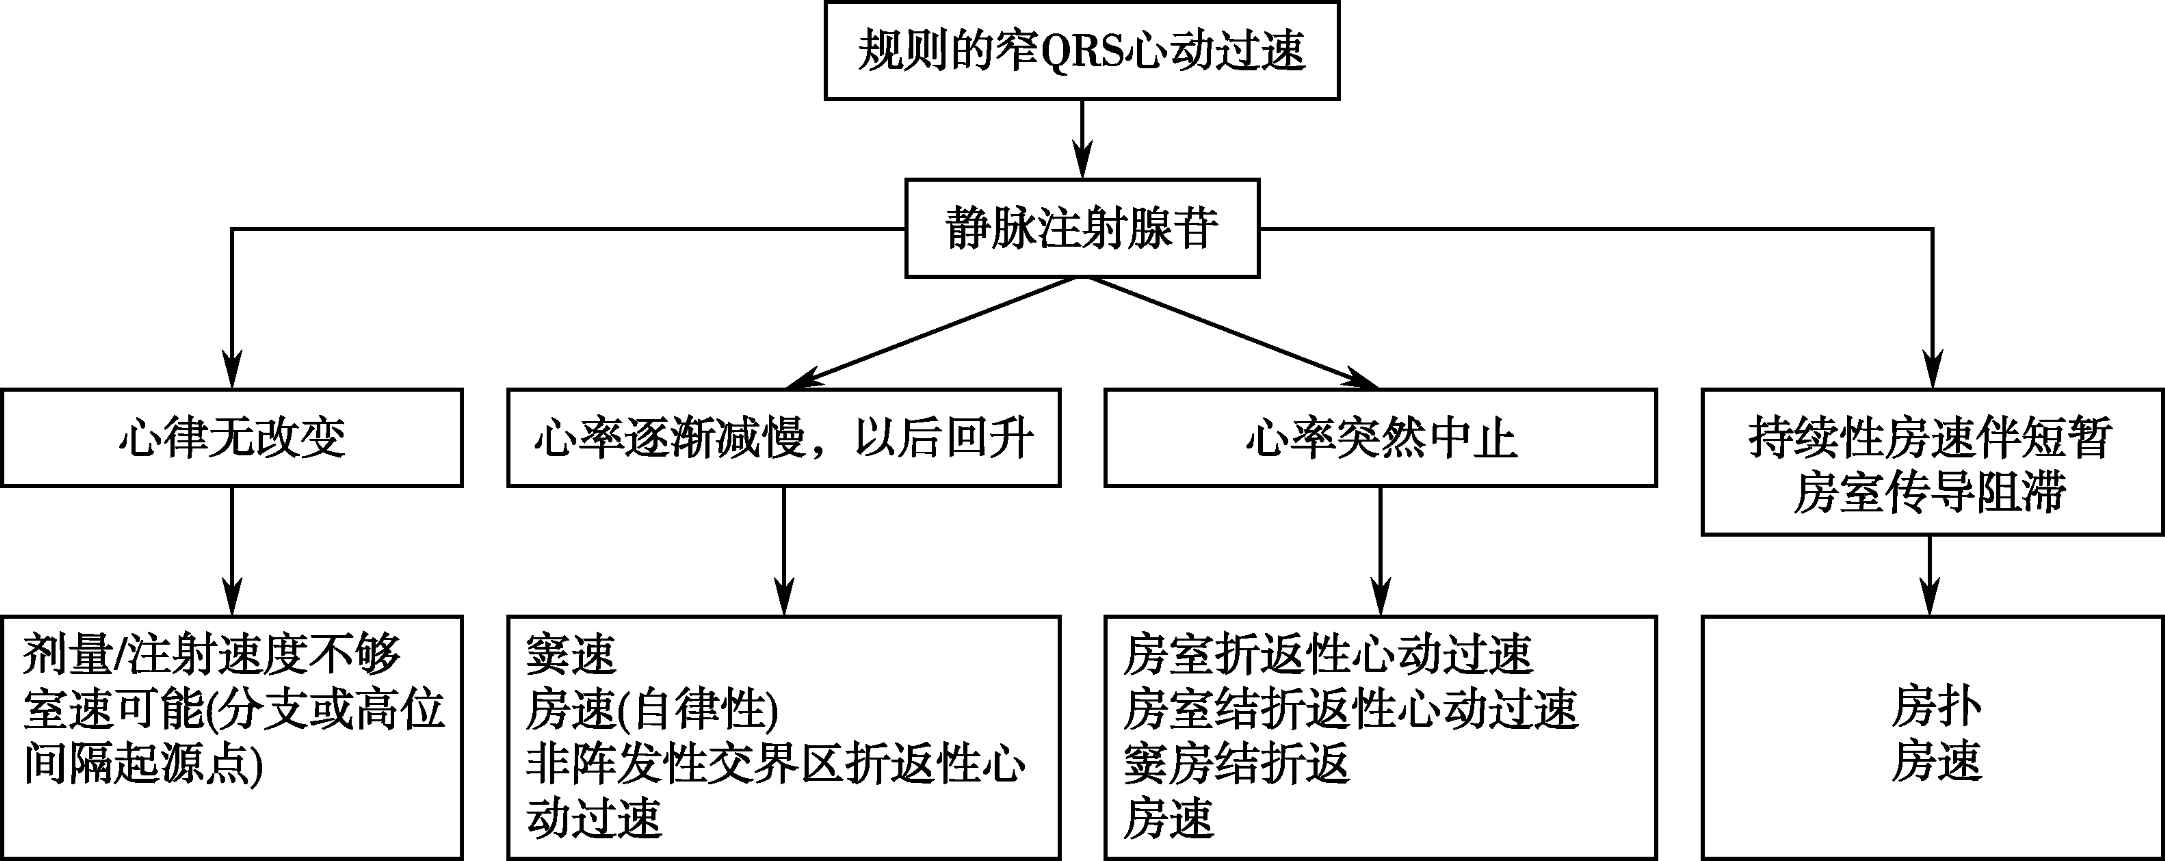 规则的窄QRS心动过速
静脉注射腺苷
心律无改变
心率逐渐减慢，以后回升
心率突然中止
持续性房速伴短暂
房室传导阻滞
剂量/注射速度不够
室速可能(分支或高位
间隔起源点)
窦速
房速(自律性)
非阵发性交界区折返性心
动过速
房室折返性心动过速
房室结折返性心动过速
窦房结折返
房速
房扑
房速